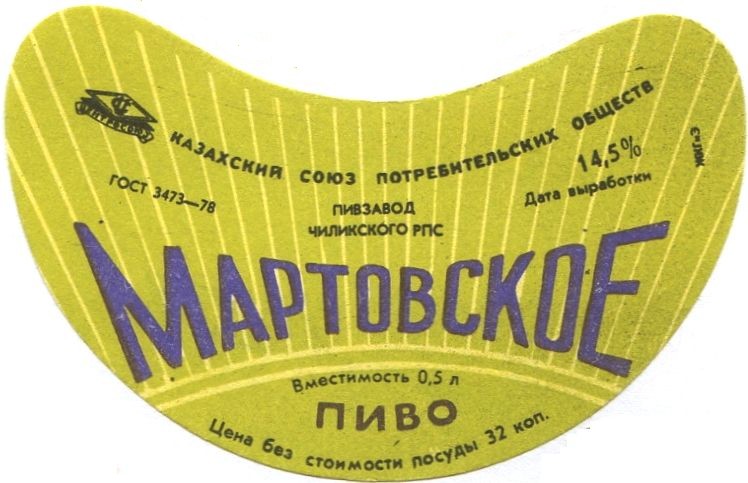 ЦЕНТРОСОЮЗ
КАЗАХСКИЙ СОЮЗ ПОТРЕБИТЕЛЬСКИХ ОБЩЕСТВ
ГОСТ 3473—78
ПИВЗАВОД
ЧИЛИКСКОГО РПС
14,5%
Дата выработки
МАРТОВСКОЕ
Вместимость 0,5 л
ПИВО
Цена без стоимости посуды 32 коп.